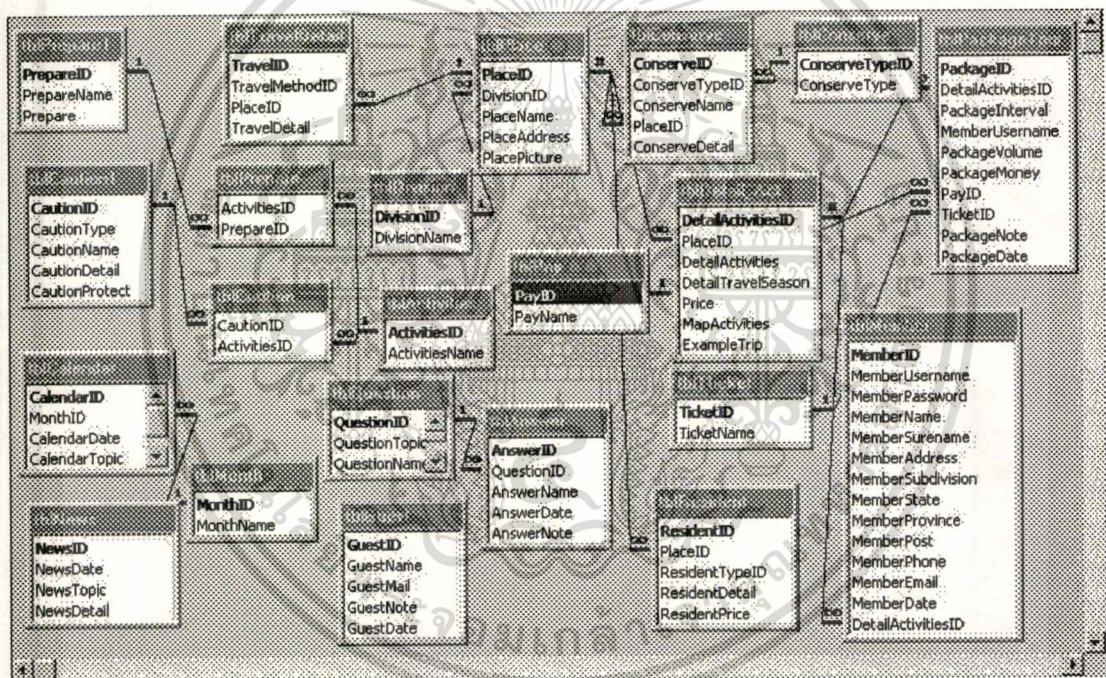 PrepareID
PrepareName
Prepare
TravelID
TravelMethodID
PlaceID
TravelDetail
PlaceID
DivisionID
PlaceName
PlaceAddress
PlacePicture
ConserveID
ConserveTypeID
ConserveName
PlaceID
ConserveDetail
ConserveTypeID
ConserveType
PackageID
DetailActivitiesID
PackageInterval
MemberUsername
PackageVolume
PackageMoney
PayID
TicketID
PackageNote
PackageDate
CautionID
CautionType
CautionName
CautionDetail
CautionProtect
ActivitiesID
PrepareID
DivisionID
DivisionName
DetailActivitiesID
PlaceID
DetailActivities
DetailTravelSeason
Price
MapActivities
ExampleTrip
PayID
PayName
CautionID
ActivitiesID
ActivitiesID
ActivitiesName
MemberID
MemberUsername
MemberPassword
MemberName
MemberSurename
MemberAddress
MemberSubdivision
MemberState
MemberProvince
MemberPost
MemberPhone
MemberEmail
MemberDate
DetailActivitiesID
CalendarID
MonthID
CalendarDate
CalendarTopic
QuestionID
QuestionTopic
QuestionName
AnswerID
QuestionID
AnswerName
AnswerDate
AnswerNote
TicketID
TicketName
MonthID
MonthName
NewsID
NewsDate
NewsTopic
NewsDetail
GuestID
GuestName
GuestMail
GuestNote
GuestDate
ResidentID
PlaceID
ResidentTypeID
ResidentDetail
ResidentPrice